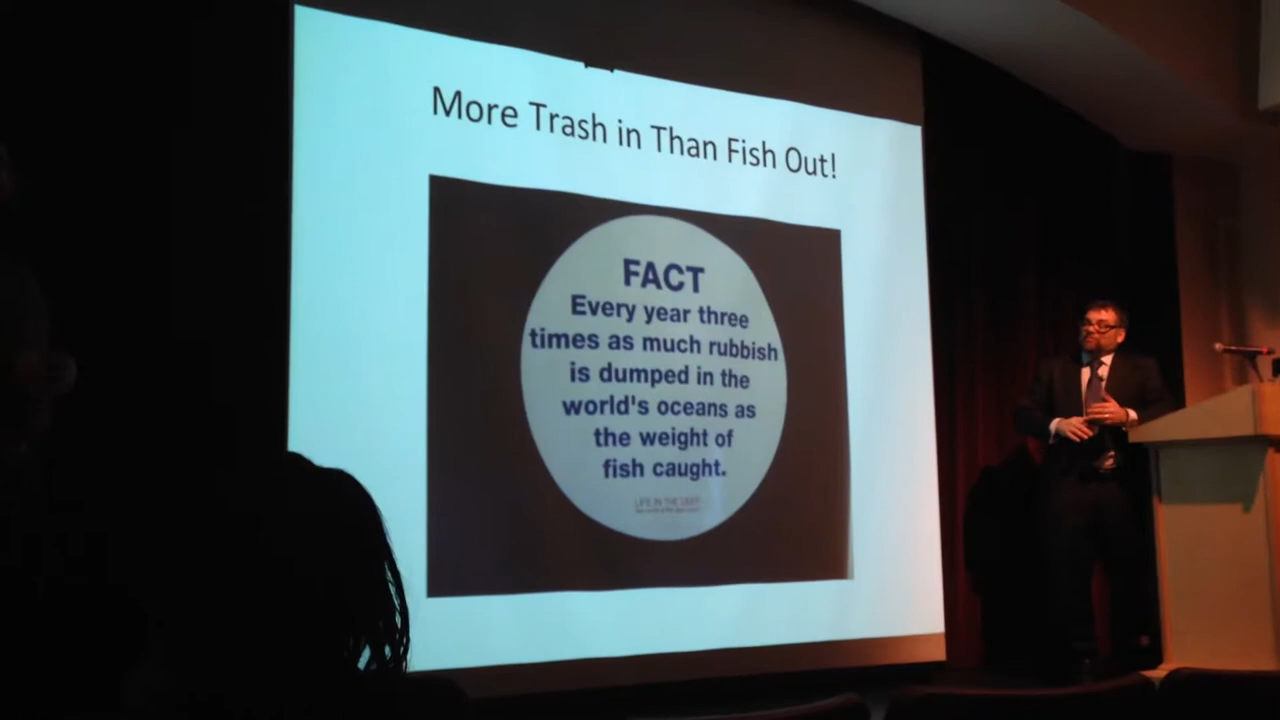 More Trash in Than Fish Out!
FACT
Every year three
times as much rubbish
is dumped in the
world's oceans as
the weight of
fish caught.
LIFE IN THE DEEP